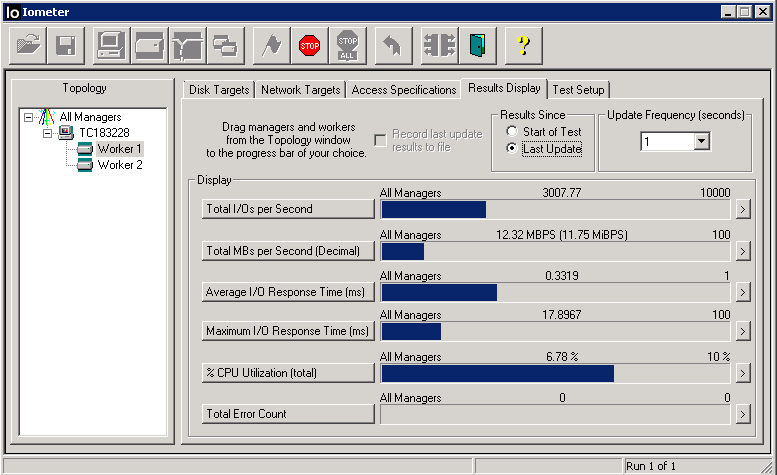 Io Iometer
STOP
STOP
ALL
?
Topology
All Managers
TC183228
Worker 1
Worker 2
Disk Targets Network Targets Access Specifications Results Display Test Setup
Drag managers and workers
from the Topology window
to the progress bar of your choice.
Record last update
results to file
Results Since
Start of Test
Last Update
Update Frequency (seconds)
1
Display
All Managers 3007.77 10000
Total I/Os per Second >
All Managers 12.32 MBPS (11.75 MiBPS) 100
Total MBs per Second (Decimal) >
All Managers 0.3319 1
Average I/O Response Time (ms) >
All Managers 17.8967 100
Maximum I/O Response Time (ms) >
All Managers 6.78 % 10 %
% CPU Utilization (total) >
All Managers 0 0
Total Error Count >
Run 1 of 1